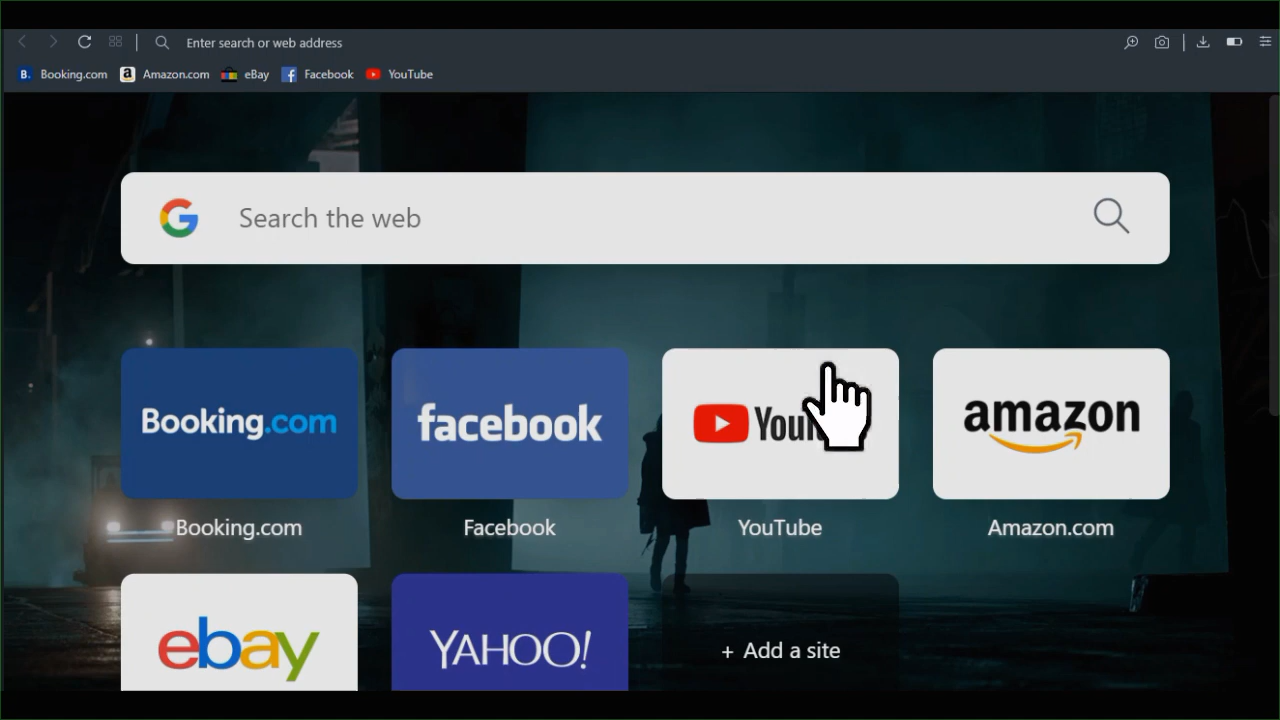 Enter search or web address
B. Booking.com a Amazon.com eBay Facebook YouTube
G Search the web
Booking.com facebook amazon
Booking.com Facebook YouTube Amazon.com
ebay YAHOO! + Add a site